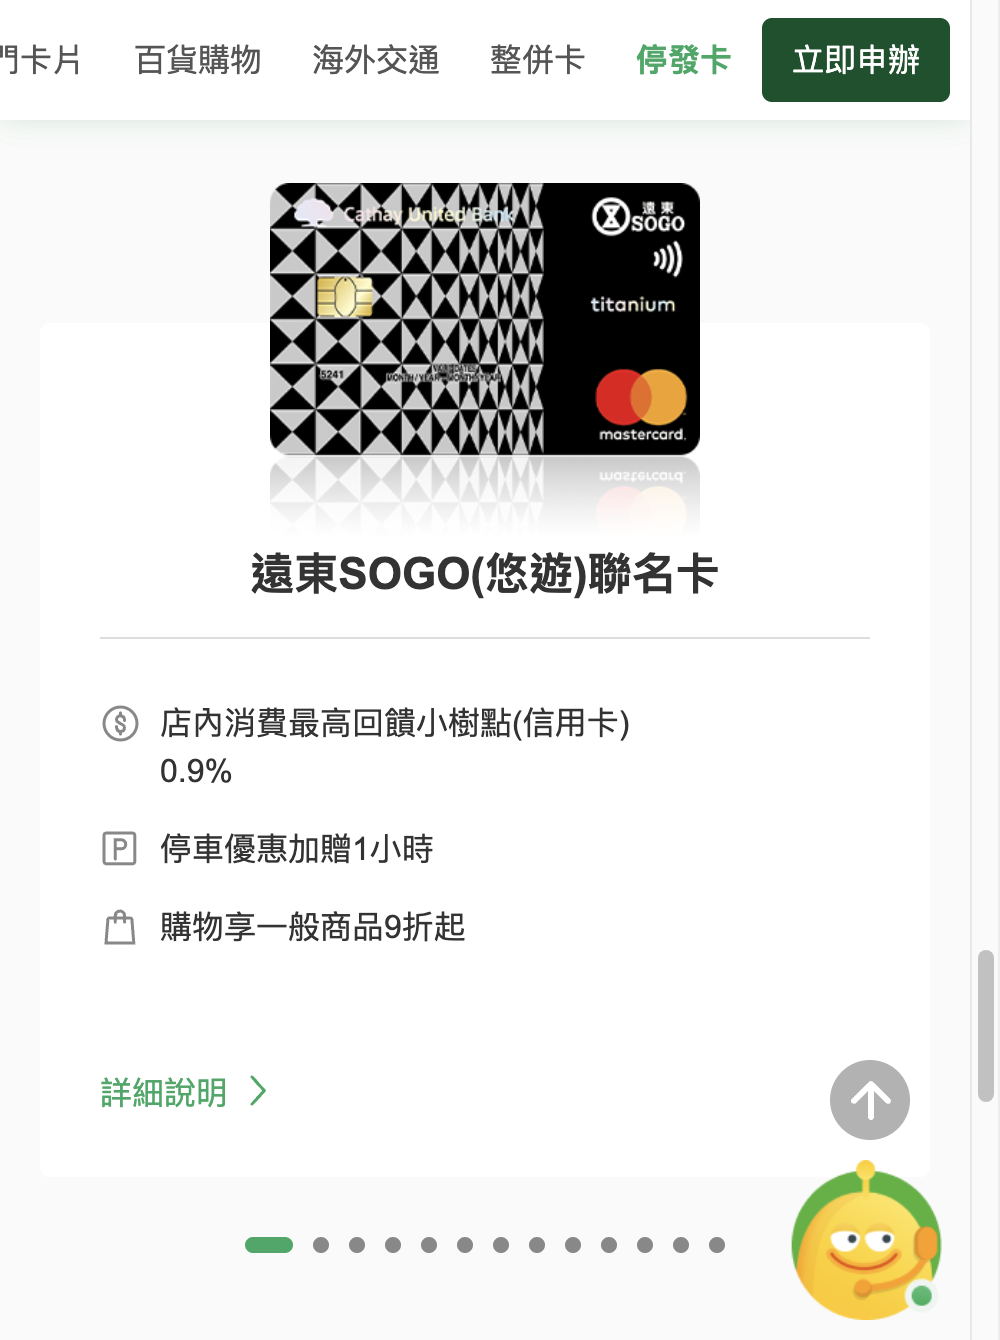 門卡片 百貨購物 海外交通 整併卡 停發卡 立即申辦
Cathay United Bank
遠東
SOGO
titanium
5241
MONTH/YEAR
MONTH/YEAR
mastercard.
遠東SOGO(悠遊)聯名卡
店內消費最高回饋小樹點(信用卡)
0.9%
P 停車優惠加贈1小時
購物享一般商品9折起
詳細說明